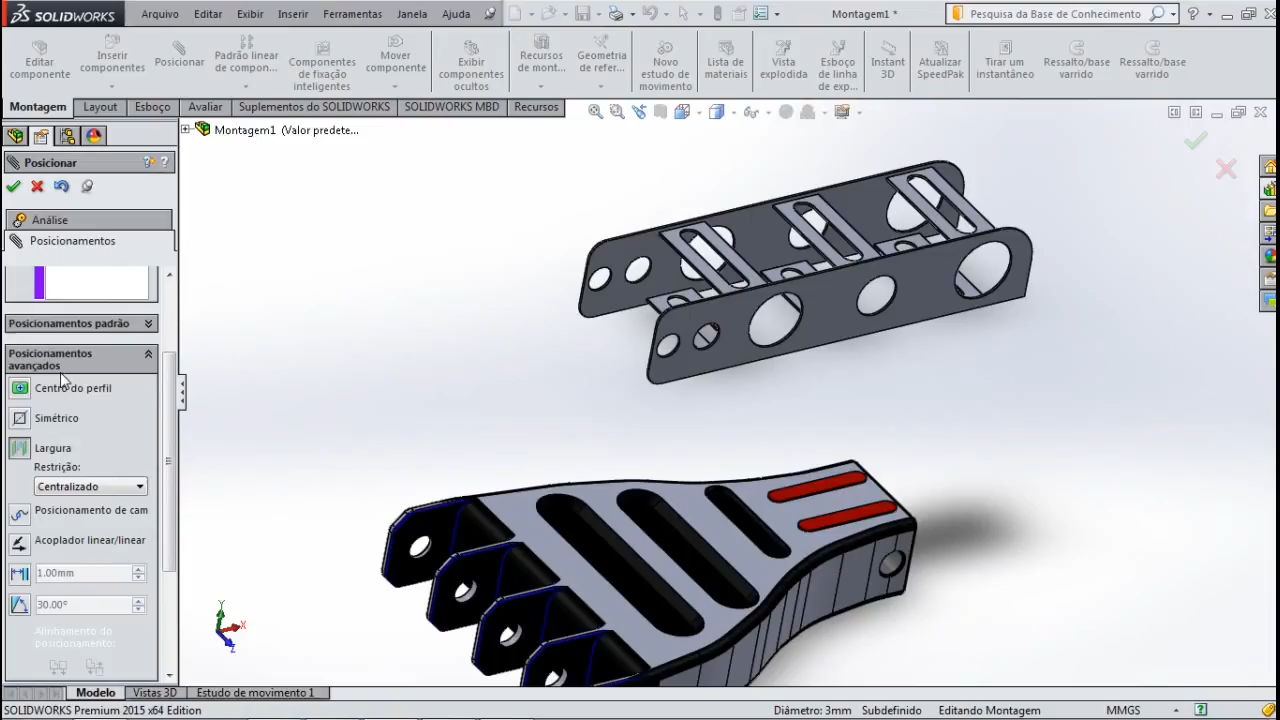 SOLIDWORKS Arquivo Editar Exibir Inserir Ferramentas Janela Ajuda Montagem1 * Pesquisa da Base de Conhecimento
Editar componente
Inserir componentes
Posicionar
Padrão linear de compon...
Componentes de fixação inteligentes
Mover componente
Exibir componentes ocultos
Recursos de mont...
Geometria de refer...
Novo estudo de movimento
Lista de materiais
Vista explodida
Esboço de linha de exp...
Instant 3D
Atualizar SpeedPak
Tirar um instantâneo
Ressalto/base varrido
Ressalto/base varrido
Montagem Layout Esboço Avaliar Suplementos do SOLIDWORKS SOLIDWORKS MBD Recursos
Montagem1 (Valor predete...
Posicionar
Análise
Posicionamentos
Posicionamentos padrão
Posicionamentos
avançados
Centro do perfil
Simétrico
Largura
Restrição:
Centralizado
Posicionamento de cam
Acoplador linear/linear
1.00mm
30.00°
Alinhamento do
posicionamento:
Y
X
Z
Modelo Vistas 3D Estudo de movimento 1
SOLIDWORKS Premium 2015 x64 Edition Diâmetro: 3mm Subdefinido Editando Montagem MMGS